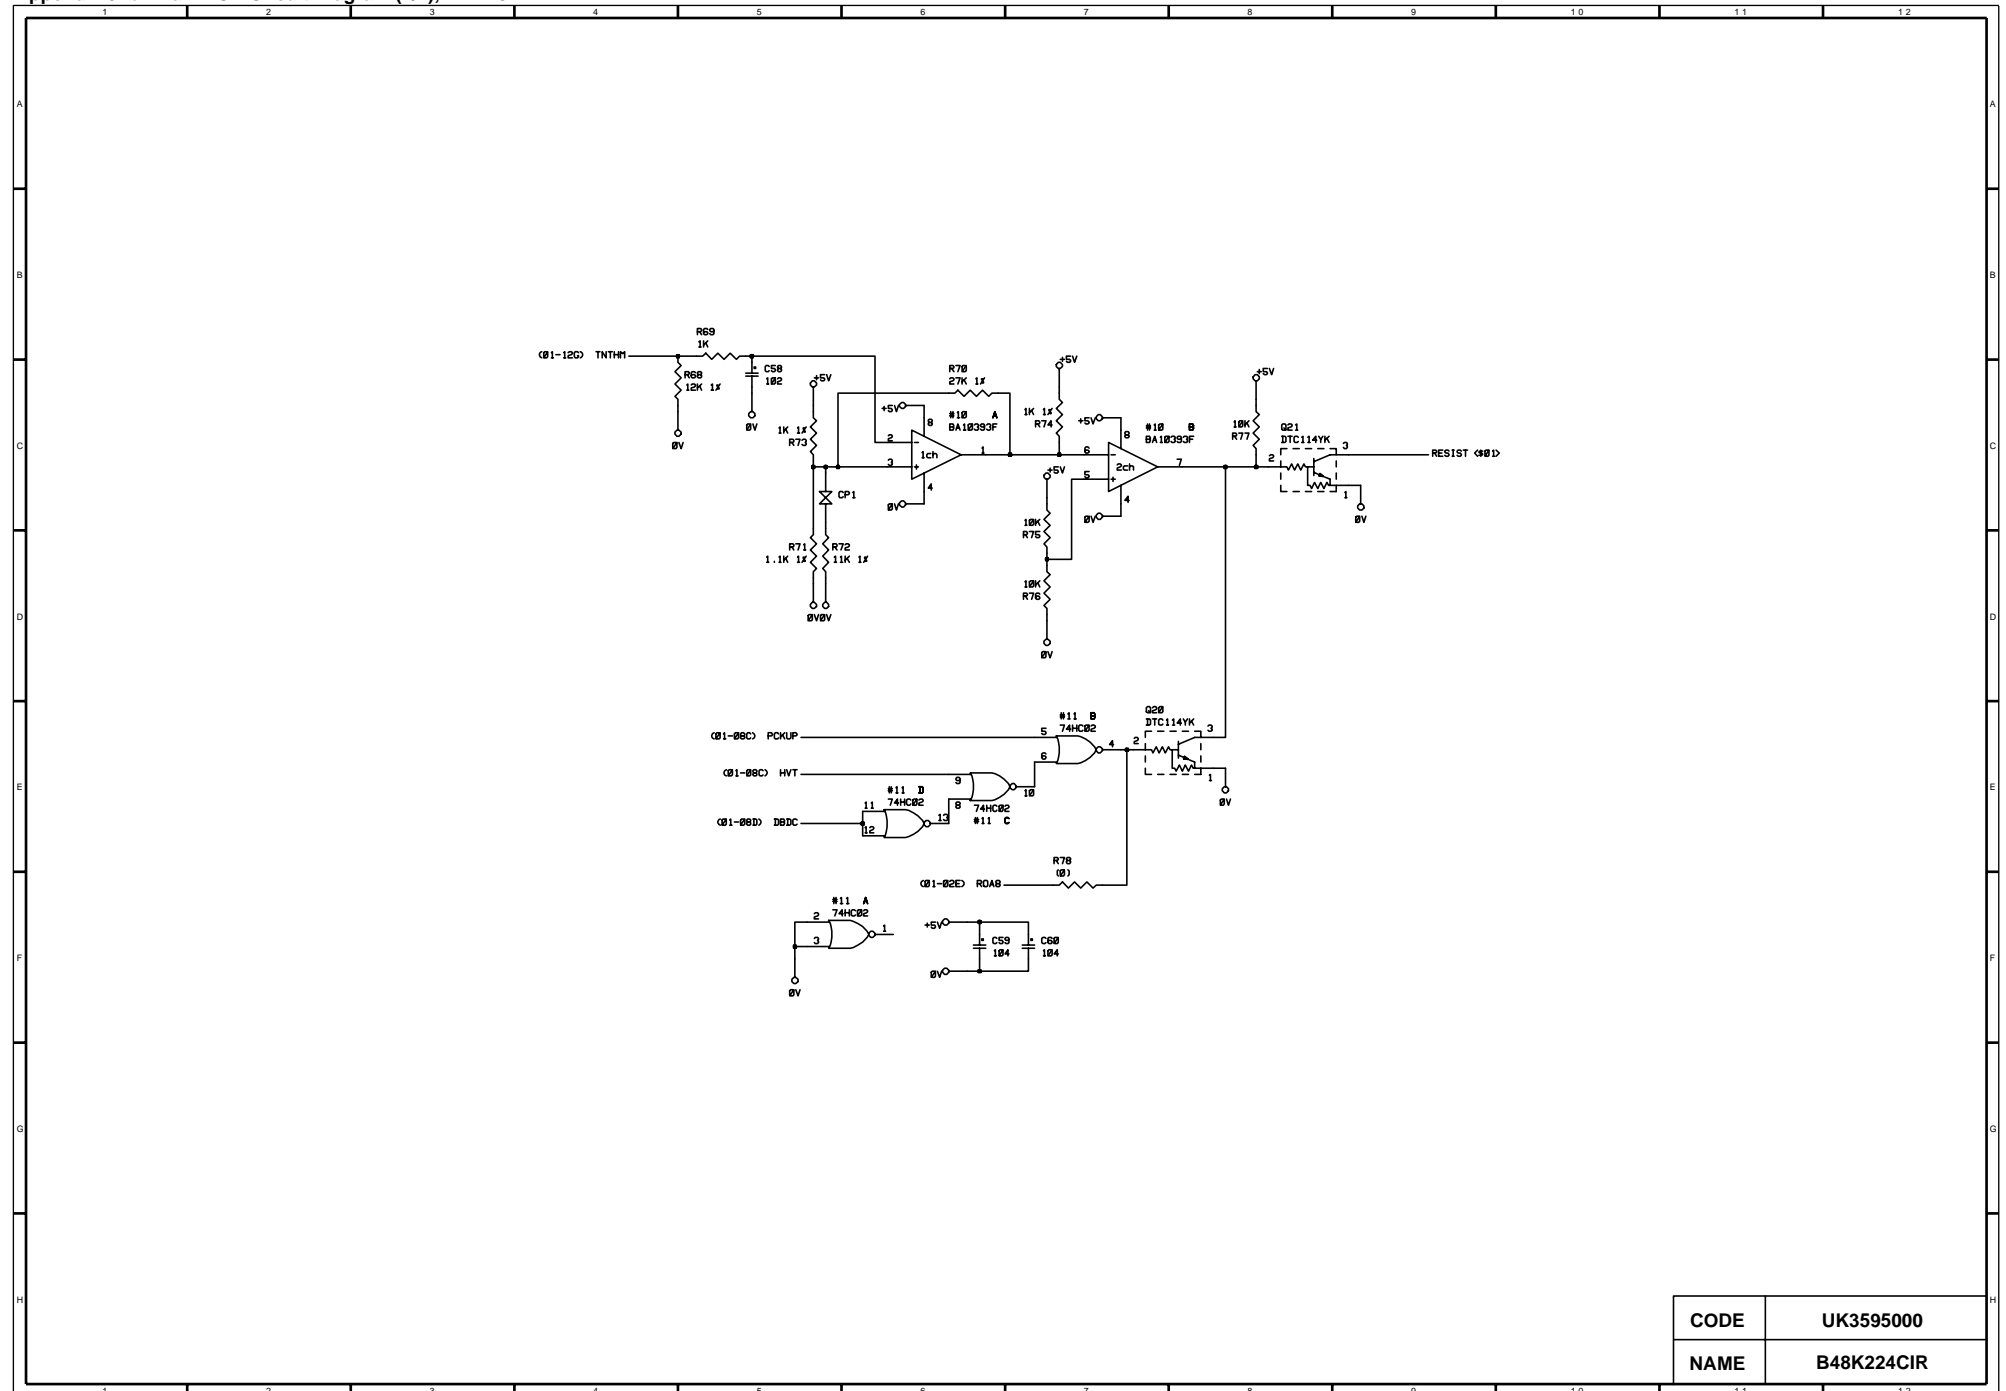 1 2 3 4 5 6 7 8 9 10 11 12
A A
B B
R69
1K
(01-12G) TNTHM
R68
12K 1%
C58
102
0V
0V
+5V
1K 1%
R73
R70
27K 1%
+5V
8
#10 A
BA10393F
2
3
1ch
1
4
0V
CP1
R71
1.1K 1%
R72
11K 1%
0V0V
+5V
1K 1%
R74
+5V
8
#10 B
BA10393F
6
5
2ch
7
4
0V
+5V
10K
R75
10K
R76
0V
+5V
10K
R77
Q21
DTC114YK
2
3
1
0V
RESIST <$01>
C C
D D
#11 B
74HC02
(01-08C) PCKUP
5
6
4
Q20
DTC114YK
2
3
1
0V
(01-08C) HVT
9
8
10
74HC02
#11 C
#11 D
74HC02
(01-08D) DBDC
11
12
13
E E
R78
(0)
(01-02E) ROA8
#11 A
74HC02
2
3
1
0V
+5V
C59
104
C60
104
0V
F F
G G
H H
CODE UK3595000
NAME B48K224CIR